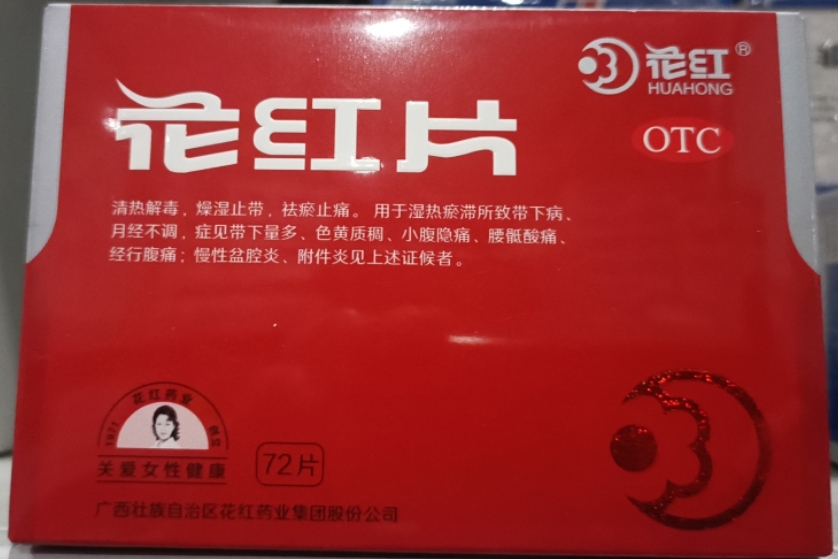 花红®
HUAHONG
花红片
OTC
清热解毒，燥湿止带，祛瘀止痛。用于湿热瘀滞所致带下病、
月经不调，症见带下量多、色黄质稠、小腹隐痛、腰骶酸痛、
经行腹痛；慢性盆腔炎、附件炎见上述证候者。
花红药业
1971
关爱女性健康
72片
广西壮族自治区花红药业集团股份公司